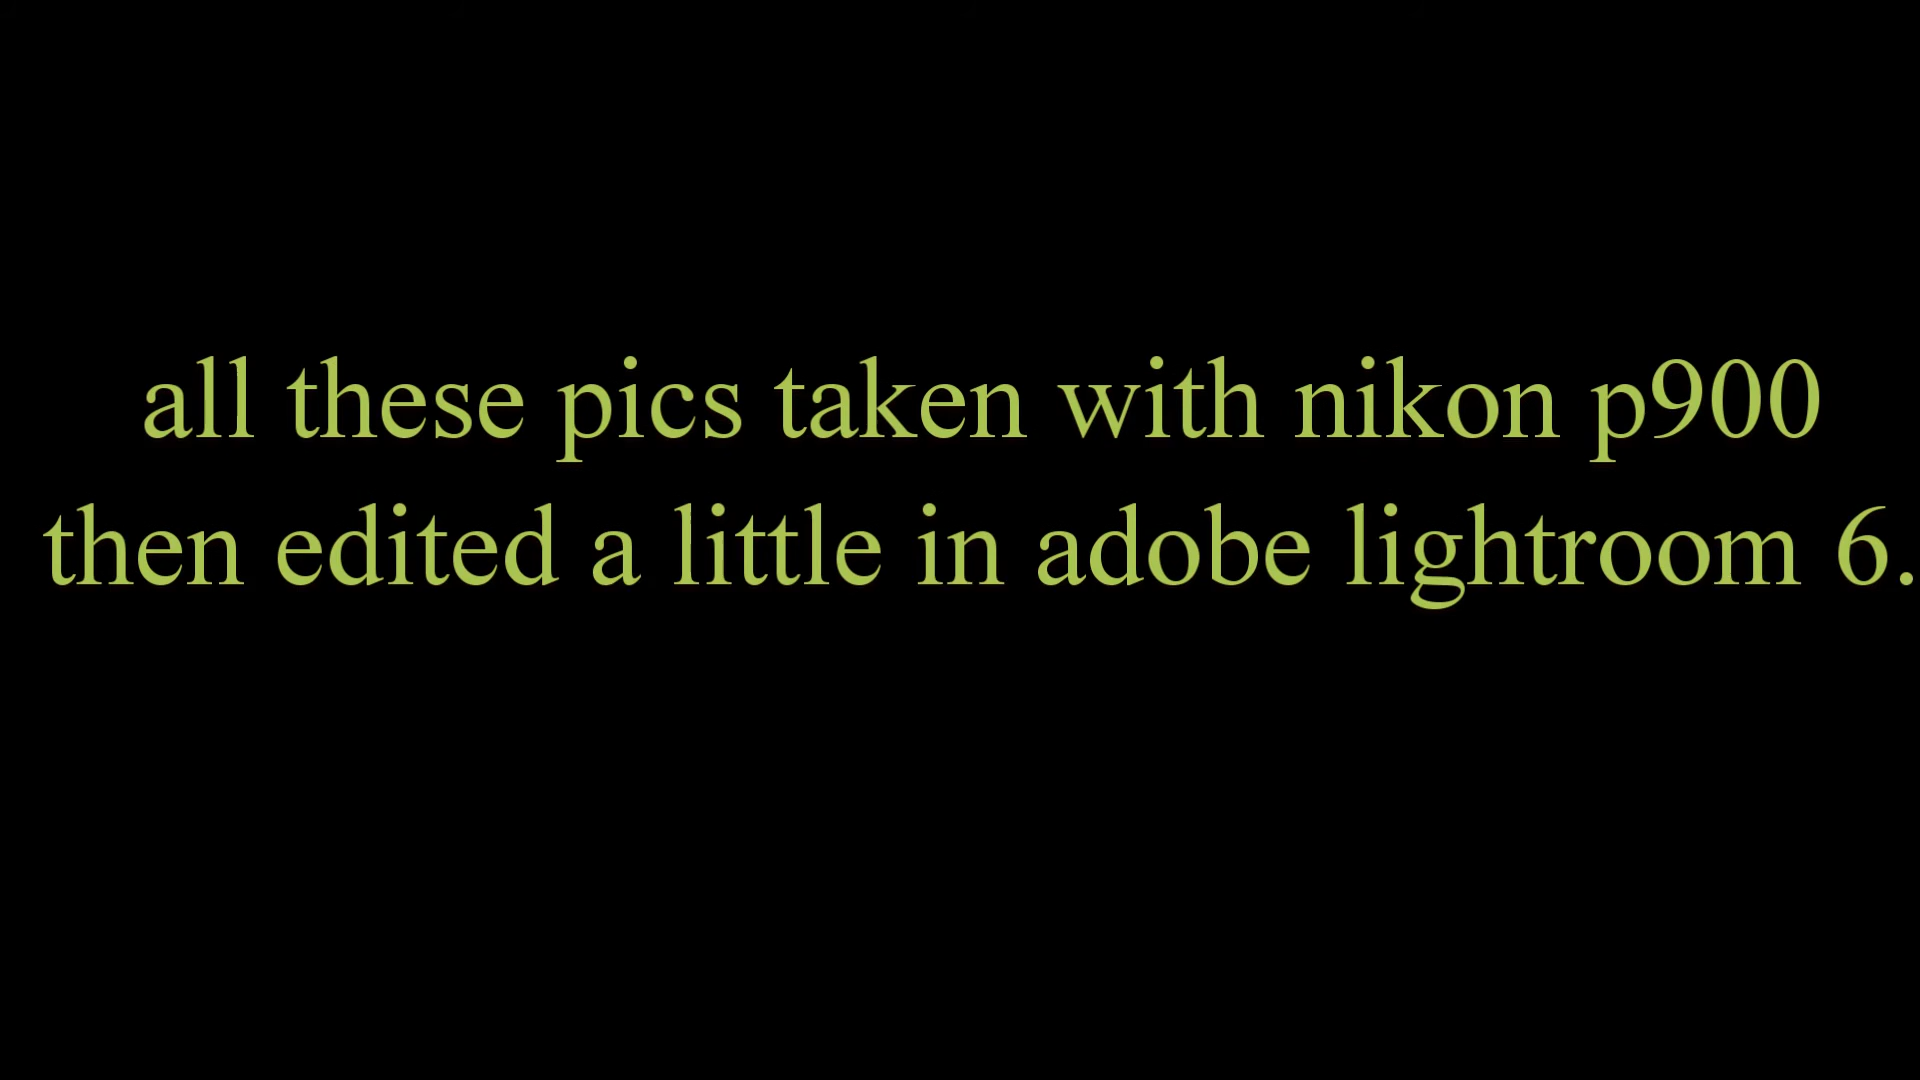 all these pics taken with nikon p900
then edited a little in adobe lightroom 6.